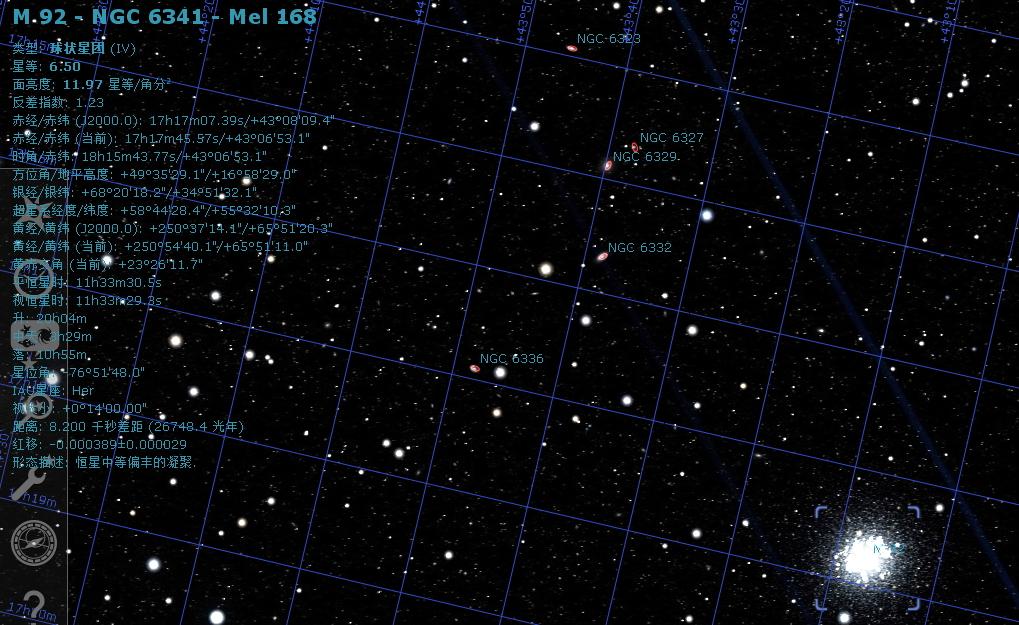 M 92 - NGC 6341 - Mel 168
类型: 球状星团 (IV)
星等: 6.50
面亮度: 11.97 星等/角分²
反差指数: 1.23
赤经/赤纬 (J2000.0): 17h17m07.39s/+43°08'09.4"
赤经/赤纬 (当前): 17h17m45.57s/+43°06'53.1"
时角/赤纬: 18h15m43.77s/+43°06'53.1"
方位角/地平高度: +49°35'29.1"/+16°58'29.0"
银经/银纬: +68°20'18.2"/+34°51'32.1"
超星系经度/纬度: +58°44'28.4"/+55°32'10.3"
黄经/黄纬 (J2000.0): +250°37'14.1"/+65°51'20.3"
黄经/黄纬 (当前): +250°54'40.1"/+65°51'11.0"
黄赤交角 (当前): +23°26'11.7"
平恒星时: 11h33m30.5s
视恒星时: 11h33m29.3s
升: 20h04m
中天: 3h29m
落: 10h55m
星位角: -76°51'48.0"
IAU星座: Her
视大小: +0°14'00.00"
距离: 8.200 千秒差距 (26748.4 光年)
红移: -0.000389±0.000029
形态描述: 恒星中等偏丰的凝聚.
NGC 6323
NGC 6327
NGC 6329
NGC 6332
NGC 6336
+43°50'
+43°30'
+43°20'
+43°10'
17h19m